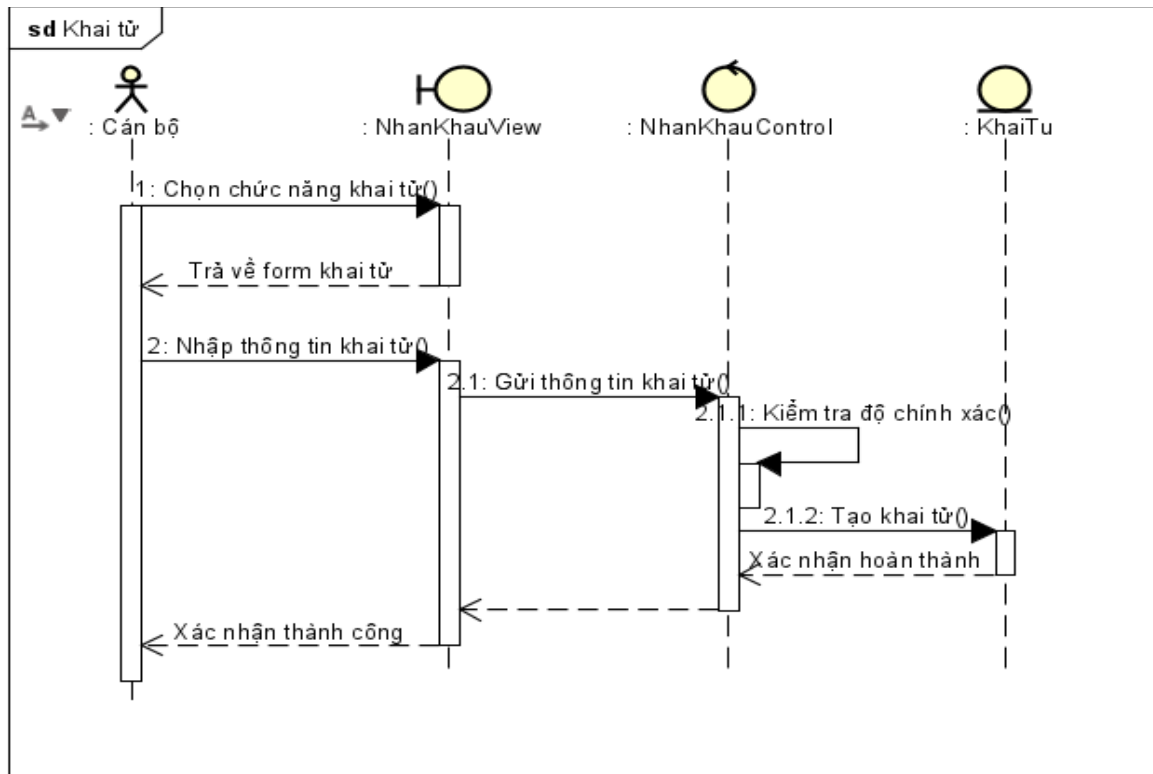 sd Khai tử
A
: Cán bộ
: NhanKhauView
: NhanKhauControl
: KhaiTu
1: Chọn chức năng khai tử()
Trả về form khai tử
2: Nhập thông tin khai tử()
2.1: Gửi thông tin khai tử()
2.1.1: Kiểm tra độ chính xác()
2.1.2: Tạo khai tử()
Xác nhận hoàn thành
Xác nhận thành công